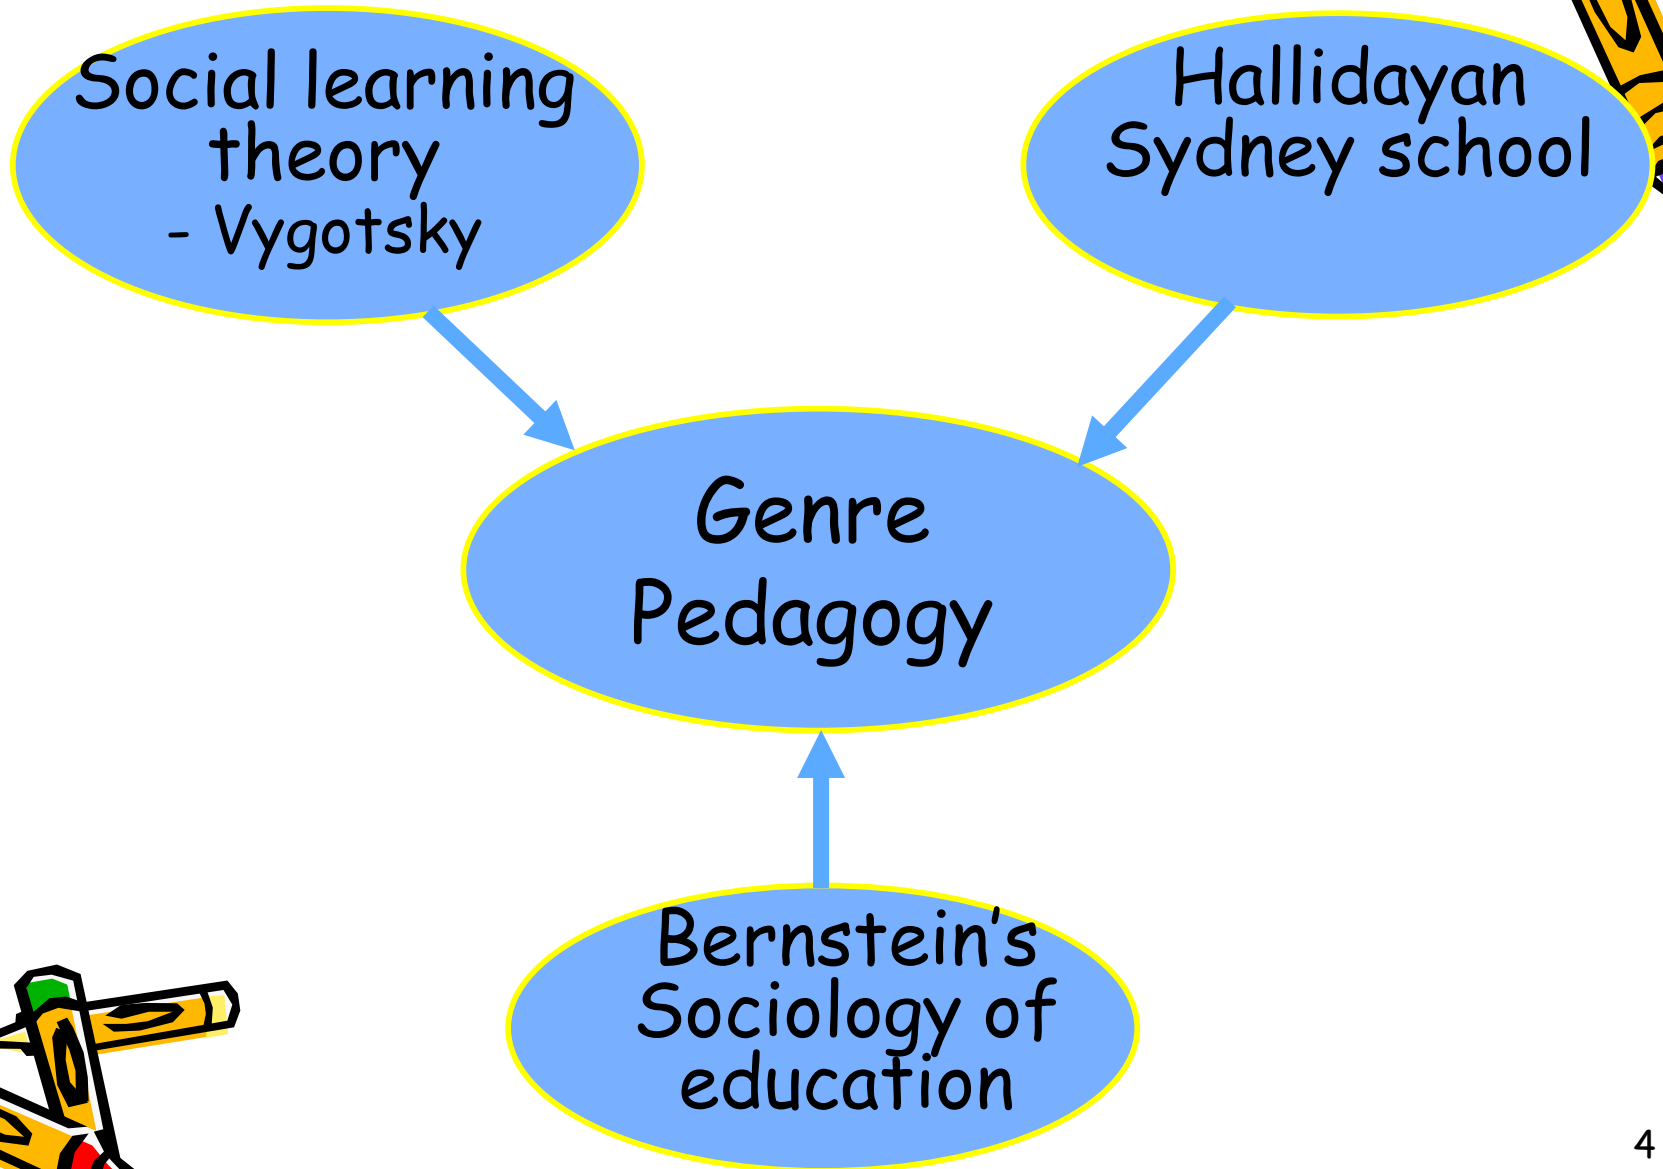 Social learning
theory
- Vygotsky
Hallidayan
Sydney school
Genre
Pedagogy
Bernstein's
Sociology of
education
4